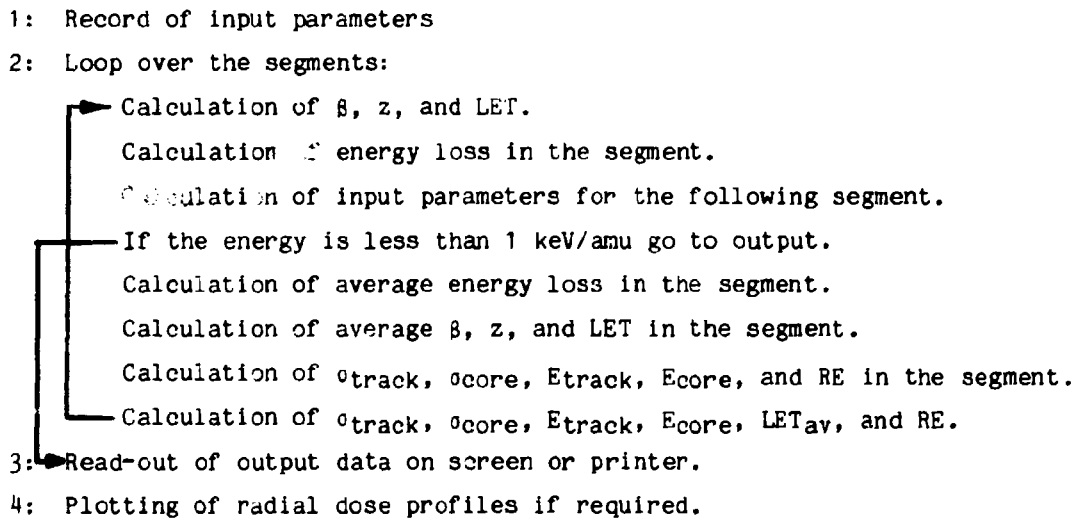 1: Record of input parameters
2: Loop over the segments:
Calculation of β, z, and LET.
Calculation energy loss in the segment.
of input parameters for the following segment.
If the energy is less than 1 keV/amu go to output.
Calculation of average energy loss in the segment.
Calculation of average β, z, and LET in the segment.
Calculation of σtrack, σcore, Etrack, Ecore, and RE in the segment.
Calculation of σtrack, σcore, Etrack, Ecore, LETav, and RE.
3: Read-out of output data on screen or printer.
4: Plotting of radial dose profiles if required.